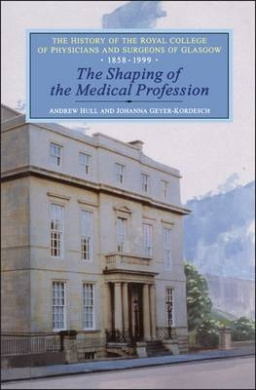 THE HISTORY OF THE ROYAL COLLEGE
OF PHYSICIANS AND SURGEONS OF GLASGOW
· 1858-1999 ·
The Shaping of
the Medical Profession
ANDREW HULL AND JOHANNA GEYER-KORDESCH